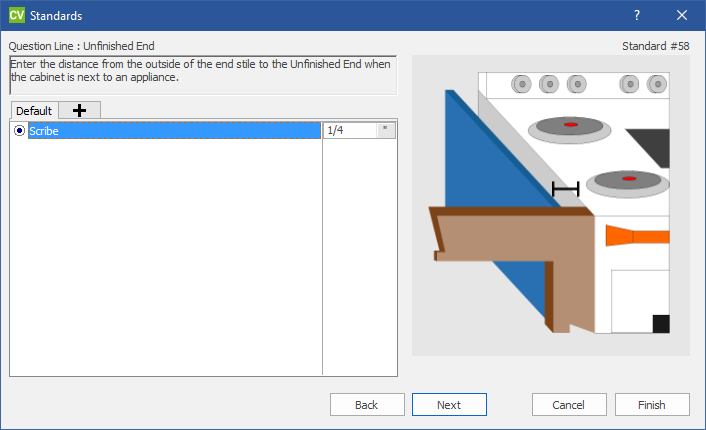 CV Standards ?
Question Line : Unfinished End
Standard #58
Enter the distance from the outside of the end stile to the Unfinished End when
the cabinet is next to an appliance.
Default
Scribe 1/4 "
Back Next Cancel Finish